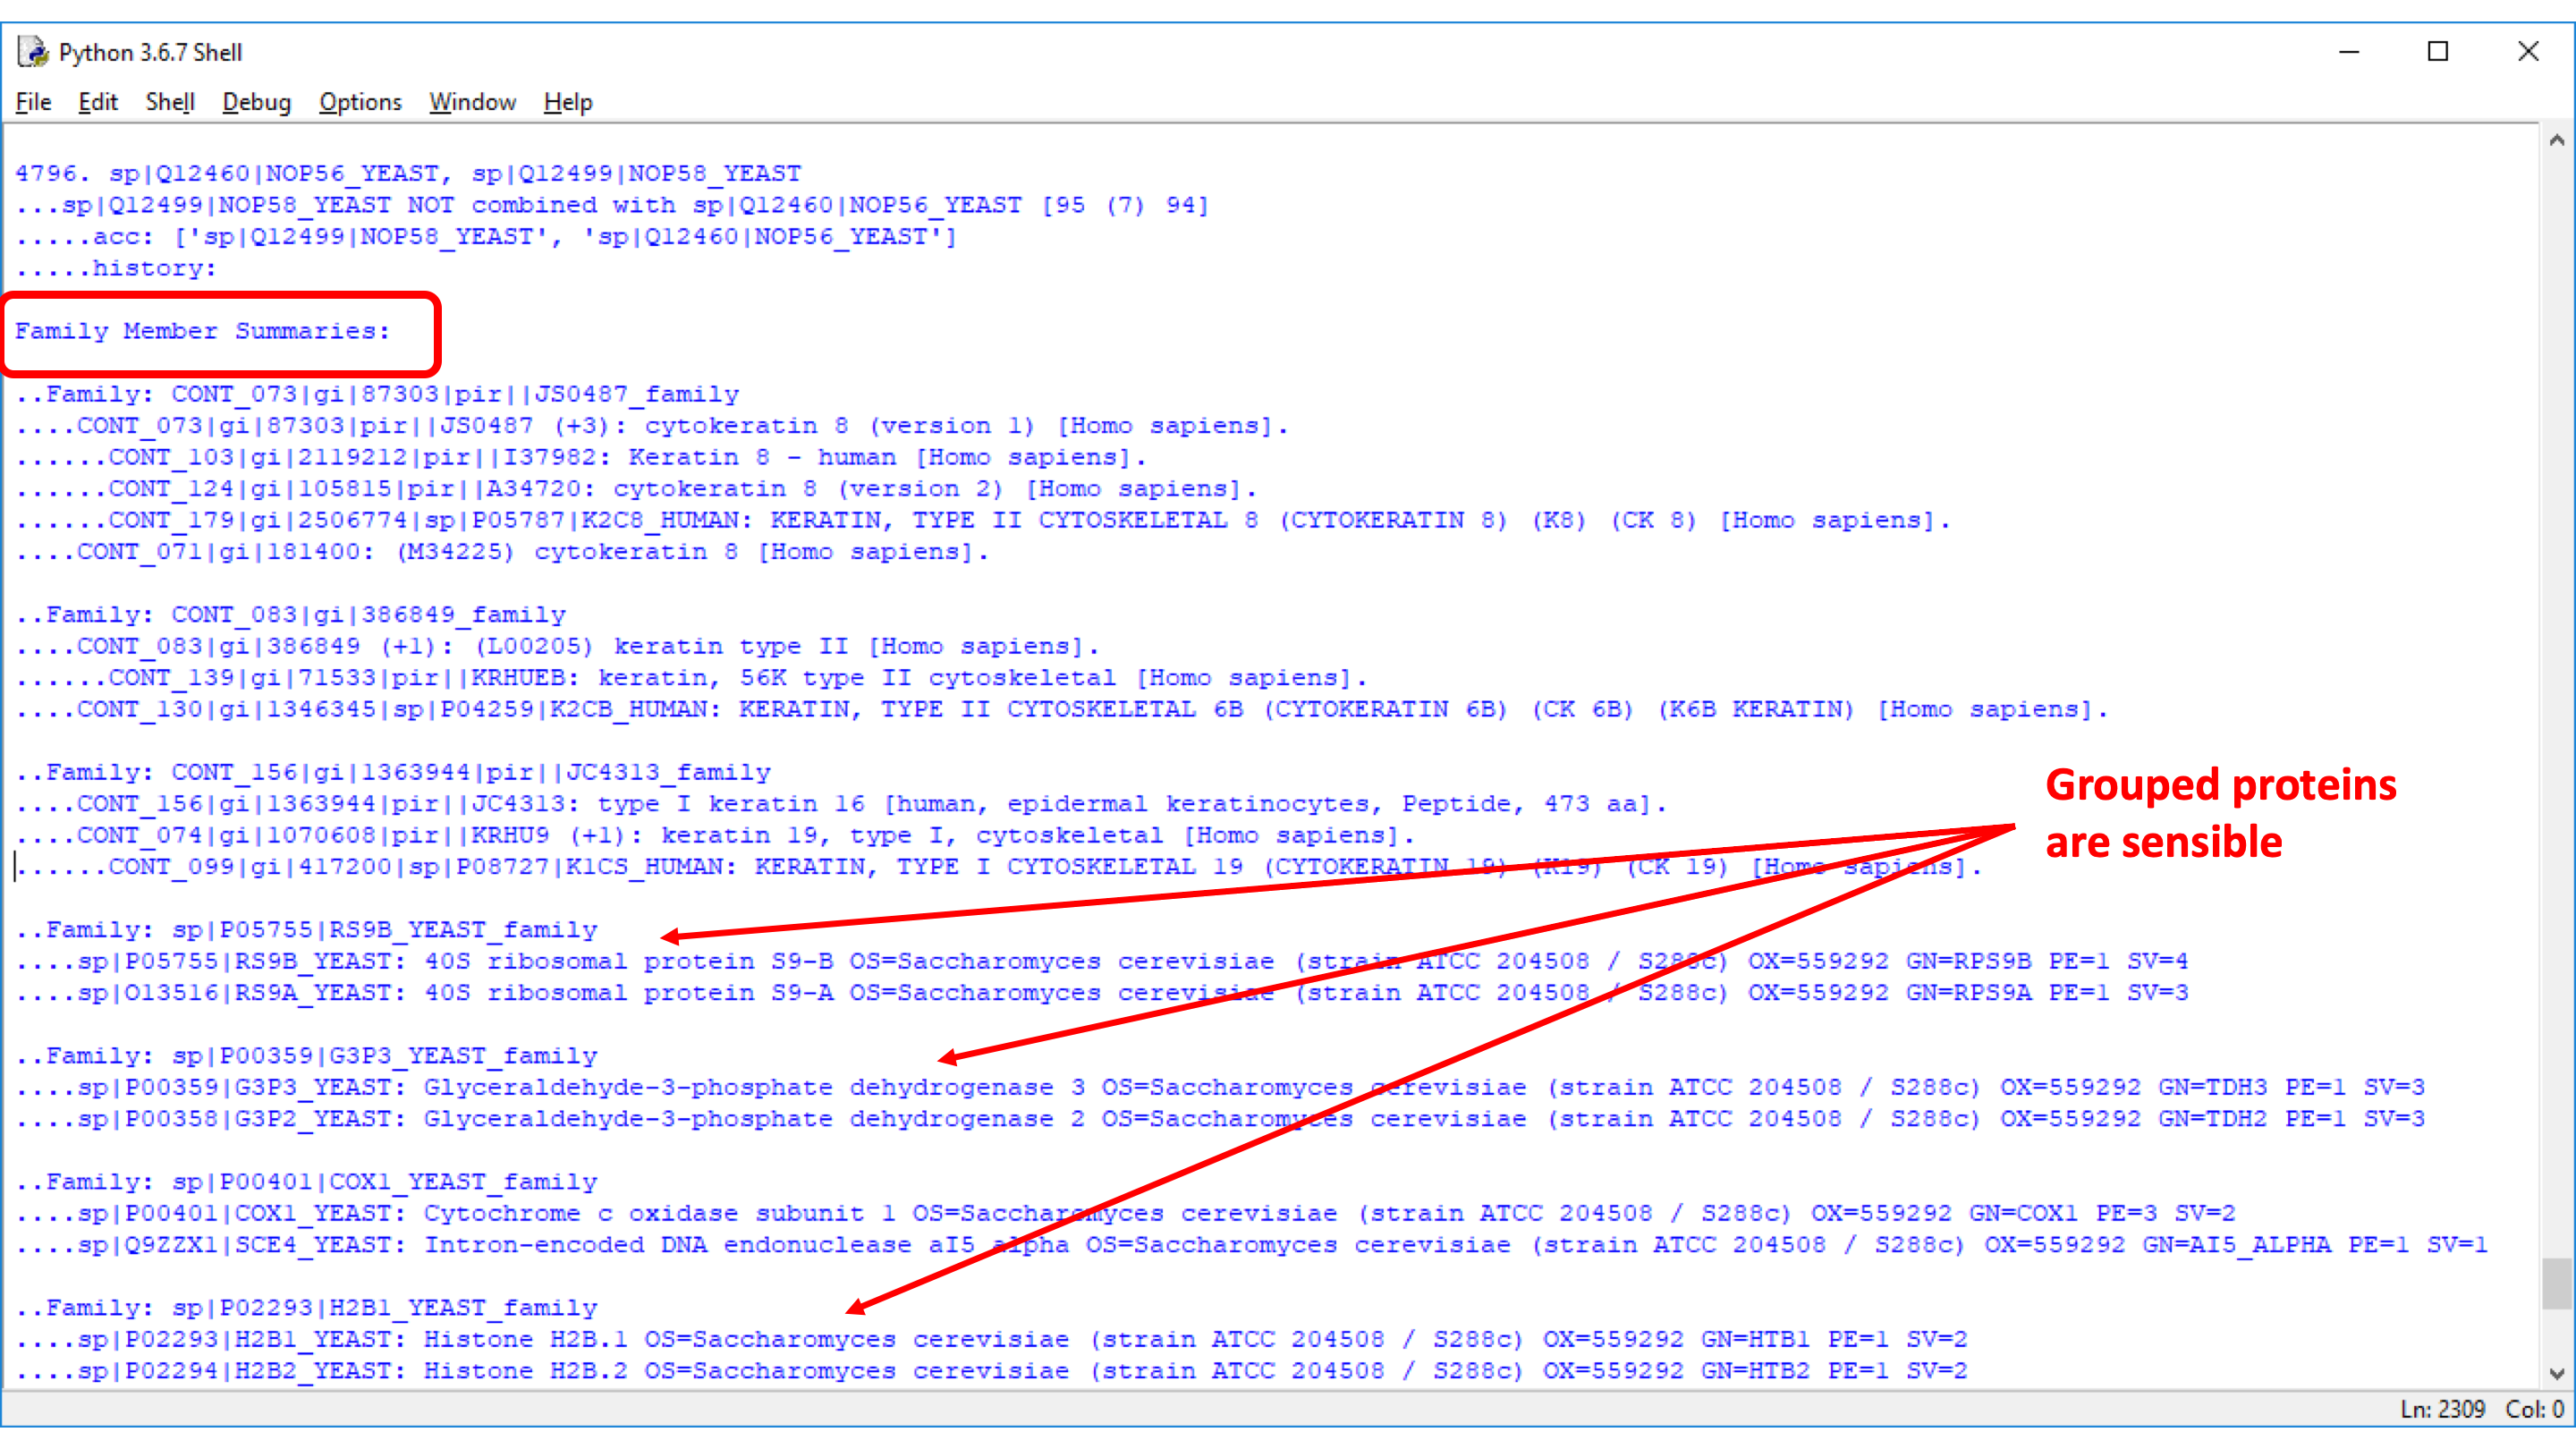 Python 3.6.7 Shell
File Edit Shell Debug Options Window Help
4796. sp|Q12460|NOP56_YEAST, sp|Q12499|NOP58_YEAST
...sp|Q12499|NOP58_YEAST NOT combined with sp|Q12460|NOP56_YEAST [95 (7) 94]
.....acc: ['sp|Q12499|NOP58_YEAST', 'sp|Q12460|NOP56_YEAST']
.....history:
Family Member Summaries:
..Family: CONT_073|gi|87303|pir||JS0487_family
....CONT_073|gi|87303|pir||JS0487 (+3): cytokeratin 8 (version 1) [Homo sapiens].
......CONT_103|gi|2119212|pir||I37982: Keratin 8 - human [Homo sapiens].
......CONT_124|gi|105815|pir||A34720: cytokeratin 8 (version 2) [Homo sapiens].
......CONT_179|gi|2506774|sp|P05787|K2C8_HUMAN: KERATIN, TYPE II CYTOSKELETAL 8 (CYTOKERATIN 8) (K8) (CK 8) [Homo sapiens].
....CONT_071|gi|181400: (M34225) cytokeratin 8 [Homo sapiens].
..Family: CONT_083|gi|386849_family
....CONT_083|gi|386849 (+1): (L00205) keratin type II [Homo sapiens].
......CONT_139|gi|71533|pir||KRHUEB: keratin, 56K type II cytoskeletal [Homo sapiens].
....CONT_130|gi|1346345|sp|P04259|K2CB_HUMAN: KERATIN, TYPE II CYTOSKELETAL 6B (CYTOKERATIN 6B) (CK 6B) (K6B KERATIN) [Homo sapiens].
..Family: CONT_156|gi|1363944|pir||JC4313_family
....CONT_156|gi|1363944|pir||JC4313: type I keratin 16 [human, epidermal keratinocytes, Peptide, 473 aa].
....CONT_074|gi|1070608|pir||KRHU9 (+1): keratin 19, type I, cytoskeletal [Homo sapiens].
......CONT_099|gi|417200|sp|P08727|K1CS_HUMAN: KERATIN, TYPE I CYTOSKELETAL 19 (CYTOKERATIN 19) (K19) (CK 19) [Homo sapiens].
Grouped proteins
are sensible
..Family: sp|P05755|RS9B_YEAST_family
....sp|P05755|RS9B_YEAST: 40S ribosomal protein S9-B OS=Saccharomyces cerevisiae (strain ATCC 204508 / S288c) OX=559292 GN=RPS9B PE=1 SV=4
....sp|O13516|RS9A_YEAST: 40S ribosomal protein S9-A OS=Saccharomyces cerevisiae (strain ATCC 204508 / S288c) OX=559292 GN=RPS9A PE=1 SV=3
..Family: sp|P00359|G3P3_YEAST_family
....sp|P00359|G3P3_YEAST: Glyceraldehyde-3-phosphate dehydrogenase 3 OS=Saccharomyces cerevisiae (strain ATCC 204508 / S288c) OX=559292 GN=TDH3 PE=1 SV=3
....sp|P00358|G3P2_YEAST: Glyceraldehyde-3-phosphate dehydrogenase 2 OS=Saccharomyces cerevisiae (strain ATCC 204508 / S288c) OX=559292 GN=TDH2 PE=1 SV=3
..Family: sp|P00401|COX1_YEAST_family
....sp|P00401|COX1_YEAST: Cytochrome c oxidase subunit 1 OS=Saccharomyces cerevisiae (strain ATCC 204508 / S288c) OX=559292 GN=COX1 PE=3 SV=2
....sp|Q9ZZX1|SCE4_YEAST: Intron-encoded DNA endonuclease aI5 alpha OS=Saccharomyces cerevisiae (strain ATCC 204508 / S288c) OX=559292 GN=AI5_ALPHA PE=1 SV=1
..Family: sp|P02293|H2B1_YEAST_family
....sp|P02293|H2B1_YEAST: Histone H2B.1 OS=Saccharomyces cerevisiae (strain ATCC 204508 / S288c) OX=559292 GN=HTB1 PE=1 SV=2
....sp|P02294|H2B2_YEAST: Histone H2B.2 OS=Saccharomyces cerevisiae (strain ATCC 204508 / S288c) OX=559292 GN=HTB2 PE=1 SV=2
Ln: 2309 Col: 0